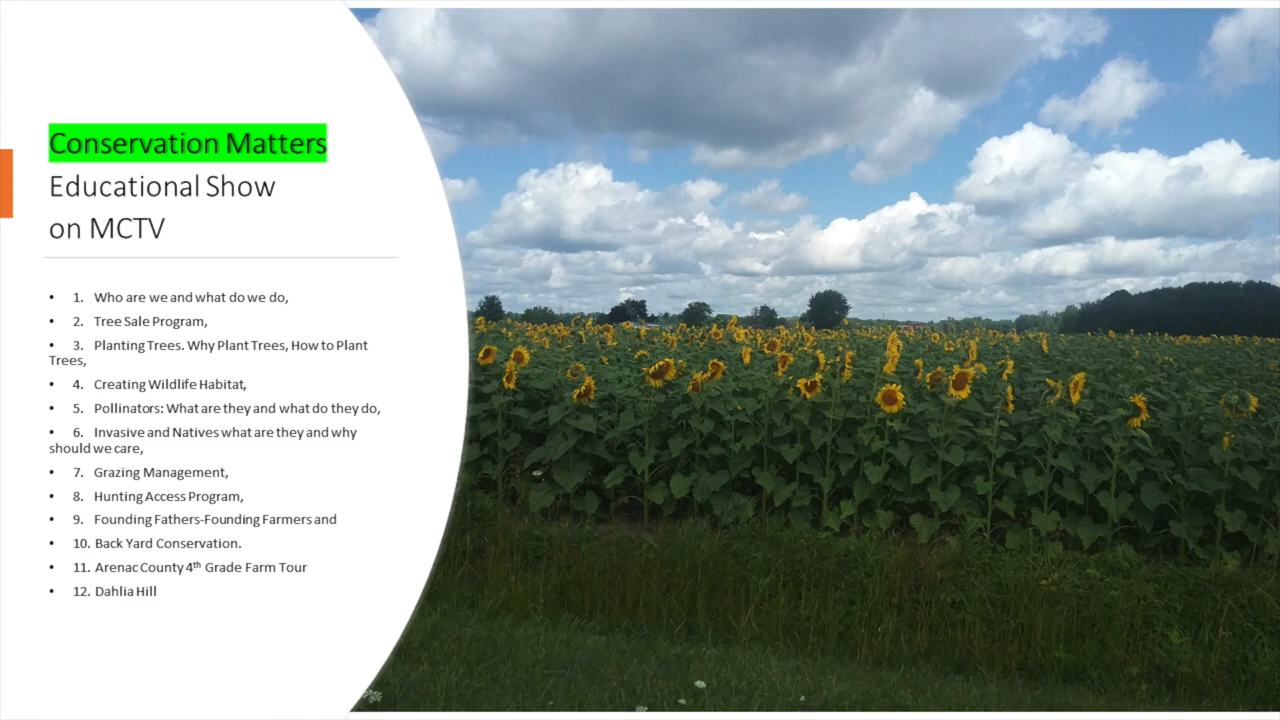 Conservation Matters
Educational Show
on MCTV
• 1. Who are we and what do we do,
• 2. Tree Sale Program,
• 3. Planting Trees. Why Plant Trees, How to Plant
Trees,
• 4. Creating Wildlife Habitat,
• 5. Pollinators: What are they and what do they do,
• 6. Invasive and Natives what are they and why
should we care,
• 7. Grazing Management,
• 8. Hunting Access Program,
• 9. Founding Fathers-Founding Farmers and
• 10. Back Yard Conservation.
• 11. Arenac County 4th Grade Farm Tour
• 12. Dahlia Hill